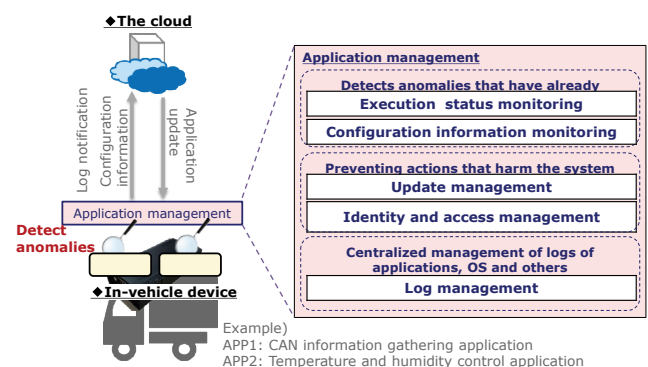 ◆The cloud
Log notification
Configuration
information
Application
update
Application management
Detect
anomalies
◆In-vehicle device
Example)
APP1: CAN information gathering application
APP2: Temperature and humidity control application
Application management
Detects anomalies that have already
Execution status monitoring
Configuration information monitoring
Preventing actions that harm the system
Update management
Identity and access management
Centralized management of logs of
applications, OS and others
Log management